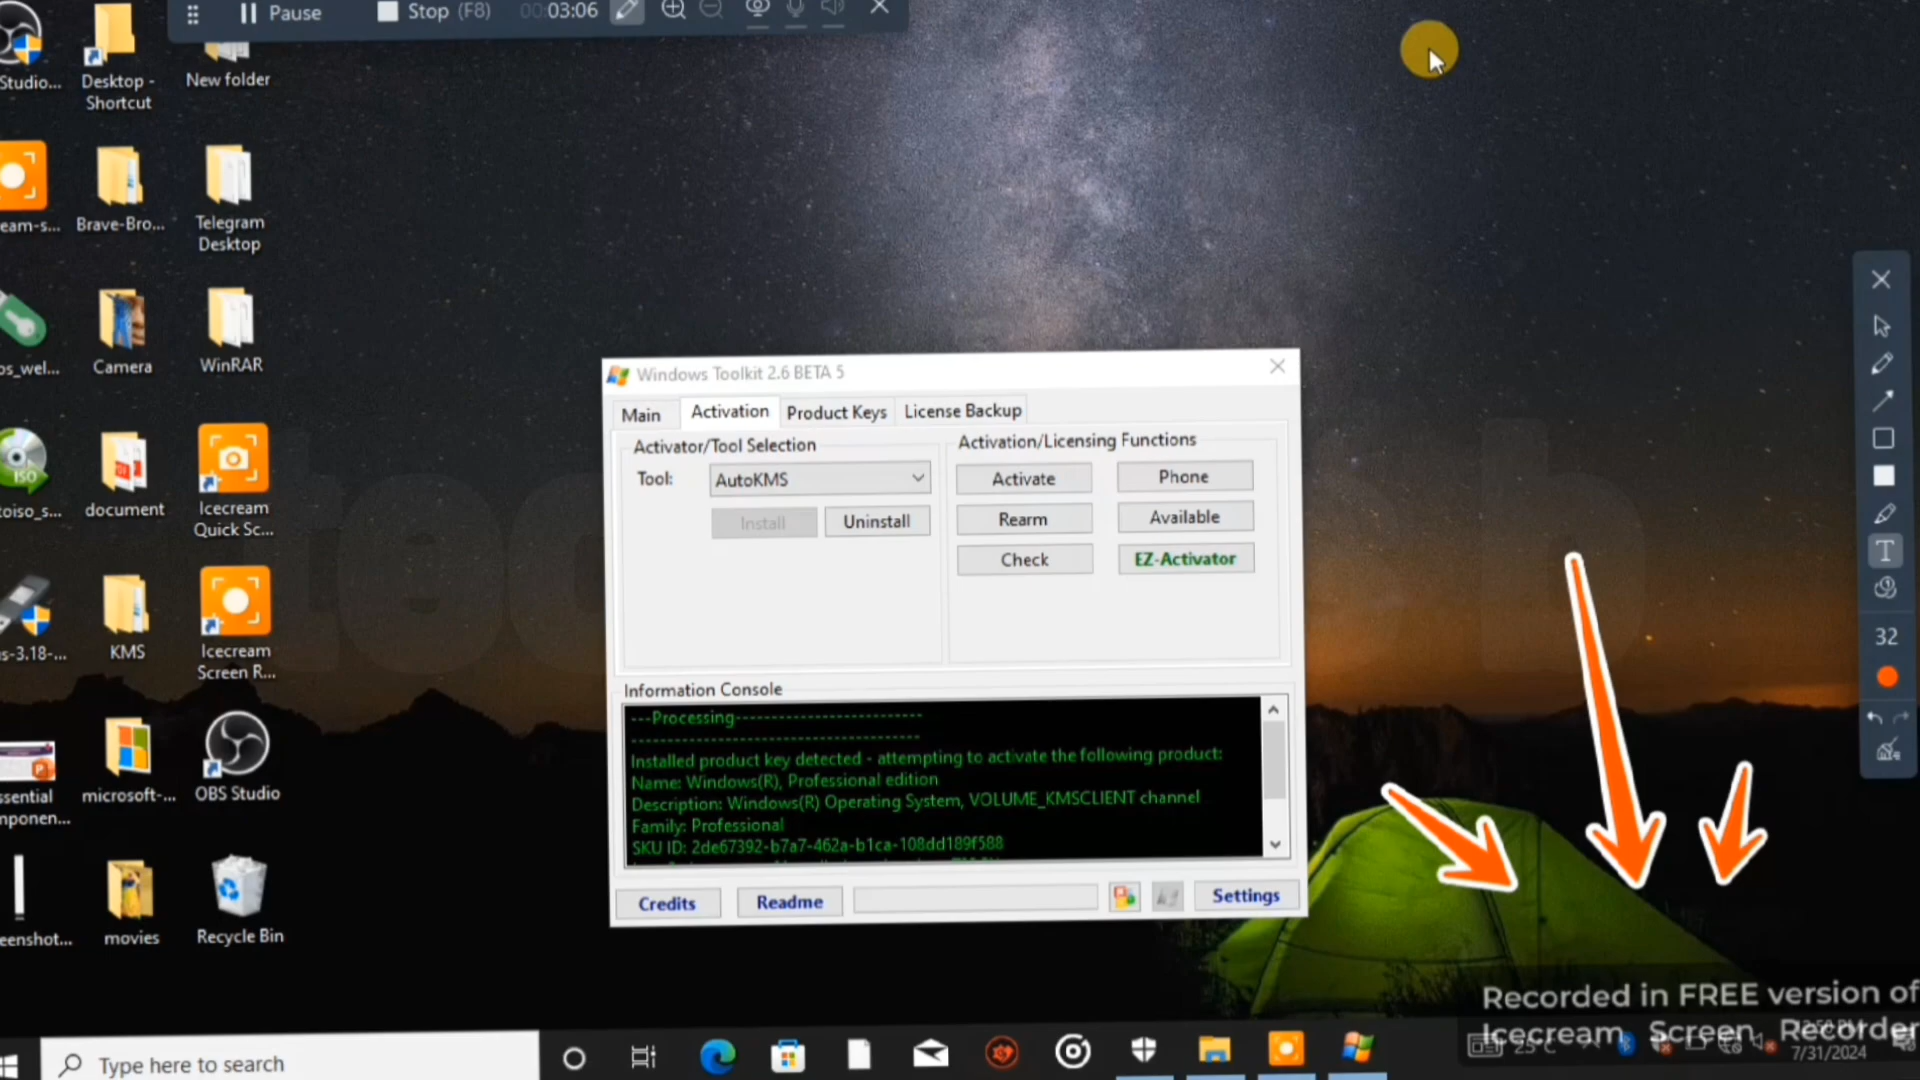 Pause
Stop (F8)
00:03:06
Studio...
Desktop -
Shortcut
New folder
eam-s...
Brave-Bro...
Telegram
Desktop
os_wel...
Camera
WinRAR
ISO
toiso_s...
document
Icecream
Quick Sc...
s-3.18-...
KMS
Icecream
Screen R...
ssential
mponen...
microsoft-...
OBS Studio
eenshot...
movies
Recycle Bin
Windows Toolkit 2.6 BETA 5
Main
Activation
Product Keys
License Backup
Activator/Tool Selection
Tool:
AutoKMS
Install
Uninstall
Activation/Licensing Functions
Activate
Phone
Rearm
Available
Check
EZ-Activator
Information Console
---Processing--------------------------
----------------------------------------
Installed product key detected - attempting to activate the following product:
Name: Windows(R), Professional edition
Description: Windows(R) Operating System, VOLUME_KMSCLIENT channel
Family: Professional
SKU ID: 2de67392-b7a7-462a-b1ca-108dd189f588
Credits
Readme
Settings
T
32
Recorded in FREE version of
Icecream Screen Recorder
Type here to search
25°C
7/31/2024